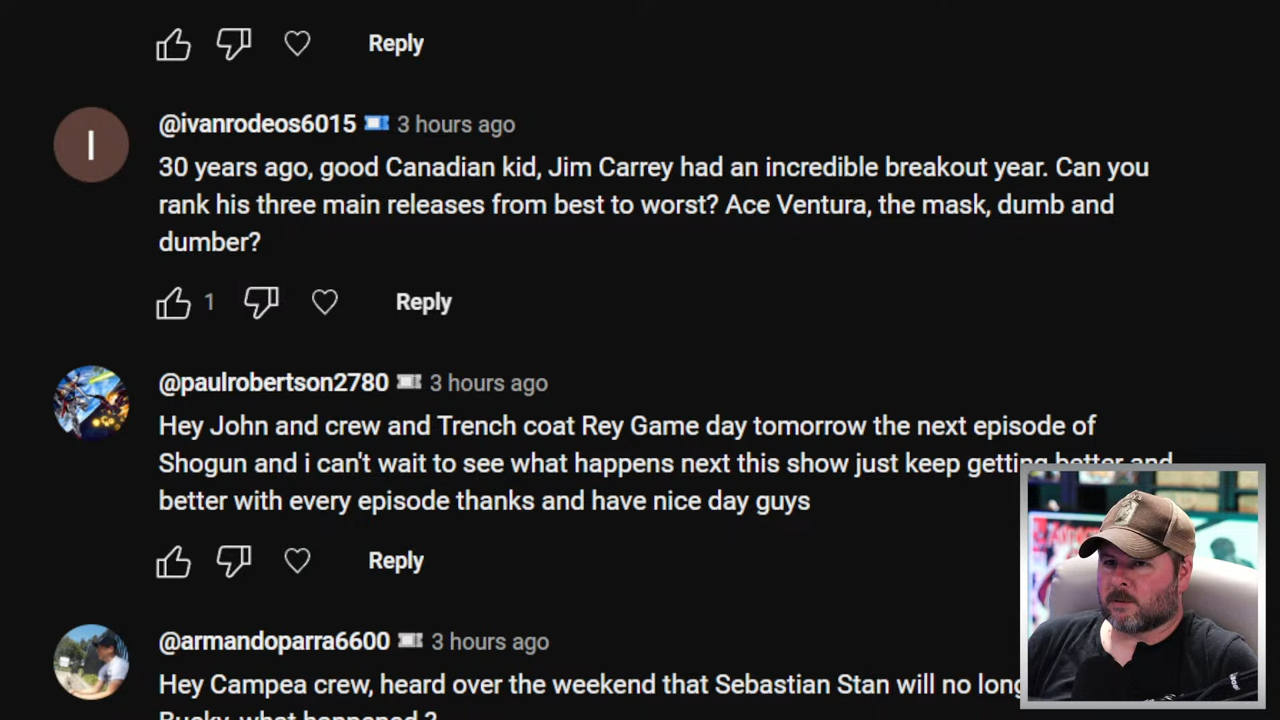 Reply
@ivanrodeos6015 3 hours ago
30 years ago, good Canadian kid, Jim Carrey had an incredible breakout year. Can you
rank his three main releases from best to worst? Ace Ventura, the mask, dumb and
dumber?
1 Reply
I
@paulrobertson2780 3 hours ago
Hey John and crew and Trench coat Rey Game day tomorrow the next episode of
Shogun and i can't wait to see what happens next this show just keep getting better and
better with every episode thanks and have nice day guys
Reply
@armandoparra6600 3 hours ago
Hey Campea crew, heard over the weekend that Sebastian Stan will no
Bucky, what happened ?